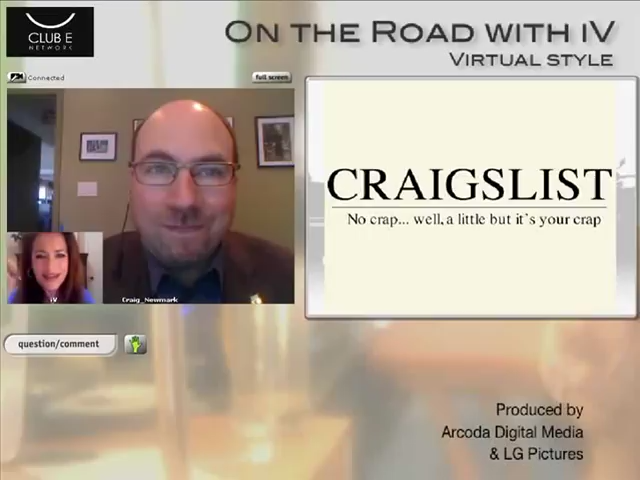 CLUB E
NETWORK
ON THE ROAD WITH iV
VIRTUAL STYLE
Connected
full screen
iV
Craig_Newmark
CRAIGSLIST
No crap... well, a little but it's your crap
question/comment
Produced by
Arcoda Digital Media
& LG Pictures